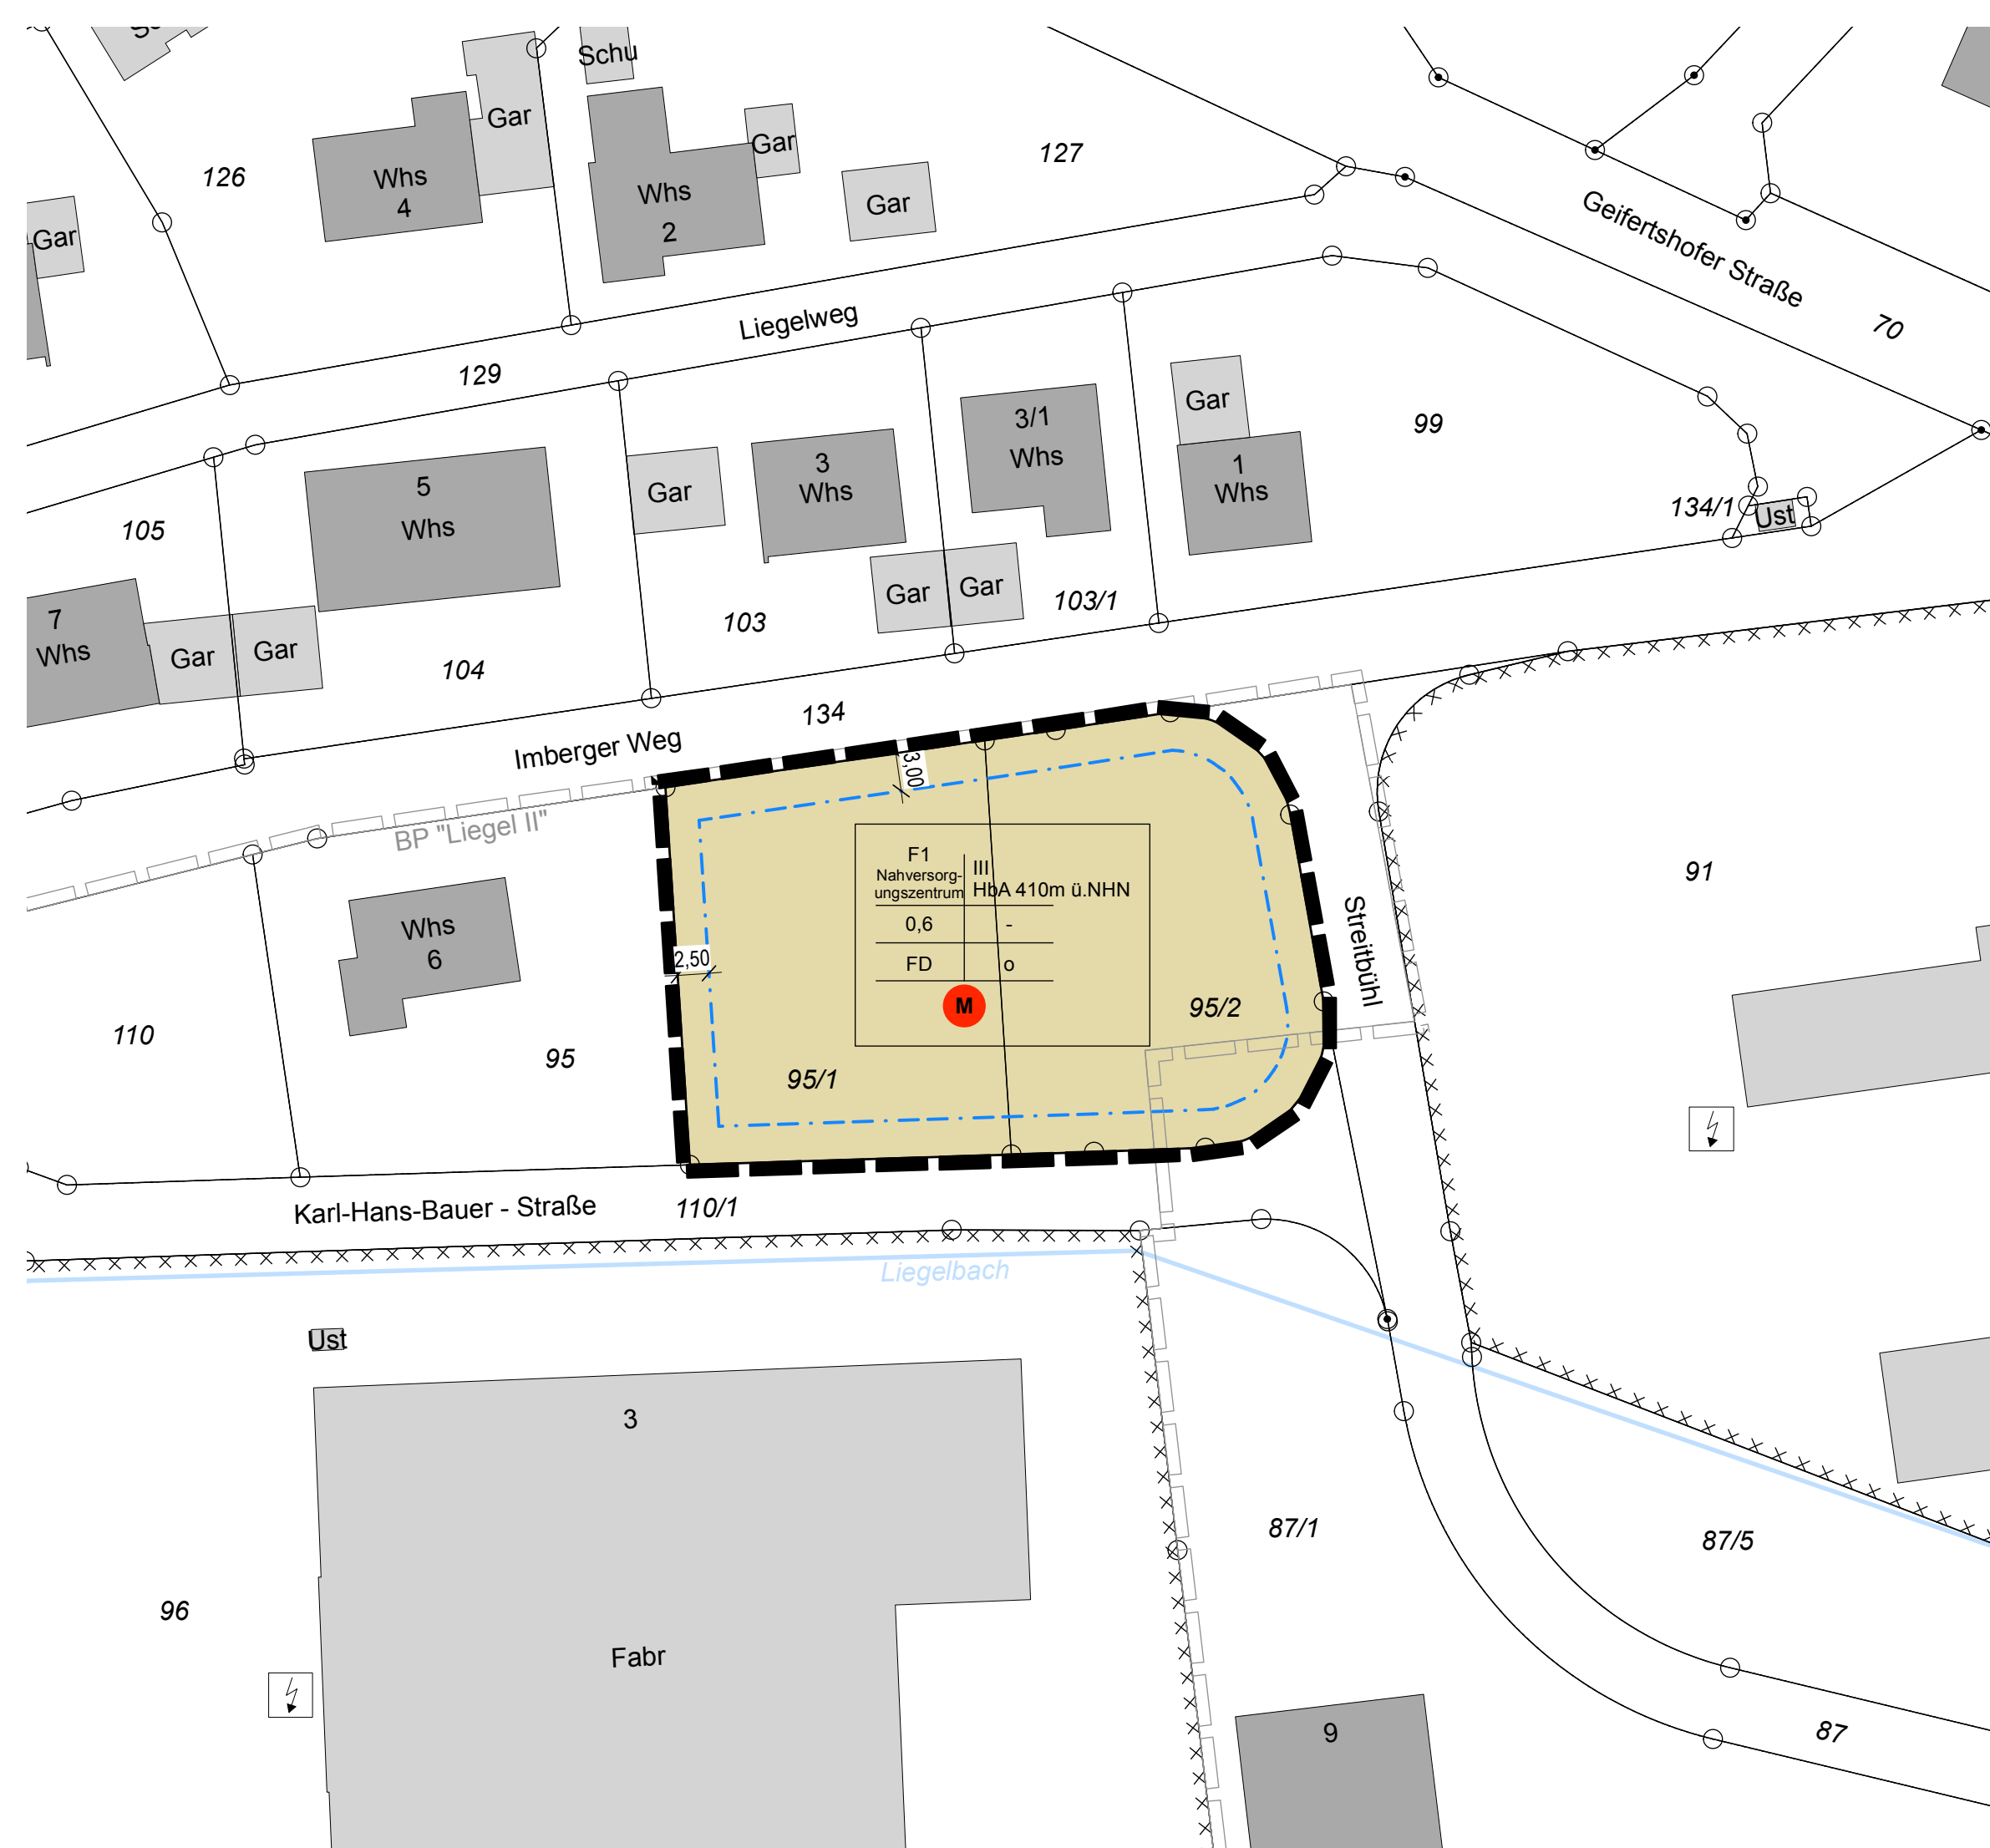 Schu
Gar
Gar
126
Whs
4
Whs
2
127
Gar
Gar
Geifertshofer Straße
70
Liegelweg
129
Gar
3/1
Whs
99
5
Whs
105
Gar
3
Whs
1
Whs
134/1
Ust
7
Whs
Gar
Gar
104
103
Gar
Gar
103/1
134
Imberger Weg
3,00
BP "Liegel II"
F1
Nahversorg-
ungszentrum
III
HbA 410m ü.NHN
0,6
-
FD
o
M
2,50
Whs
6
95
110
95/1
95/2
Streitbühl
91
Karl-Hans-Bauer - Straße
110/1
Liegelbach
Ust
3
87/1
87/5
96
Fabr
9
87